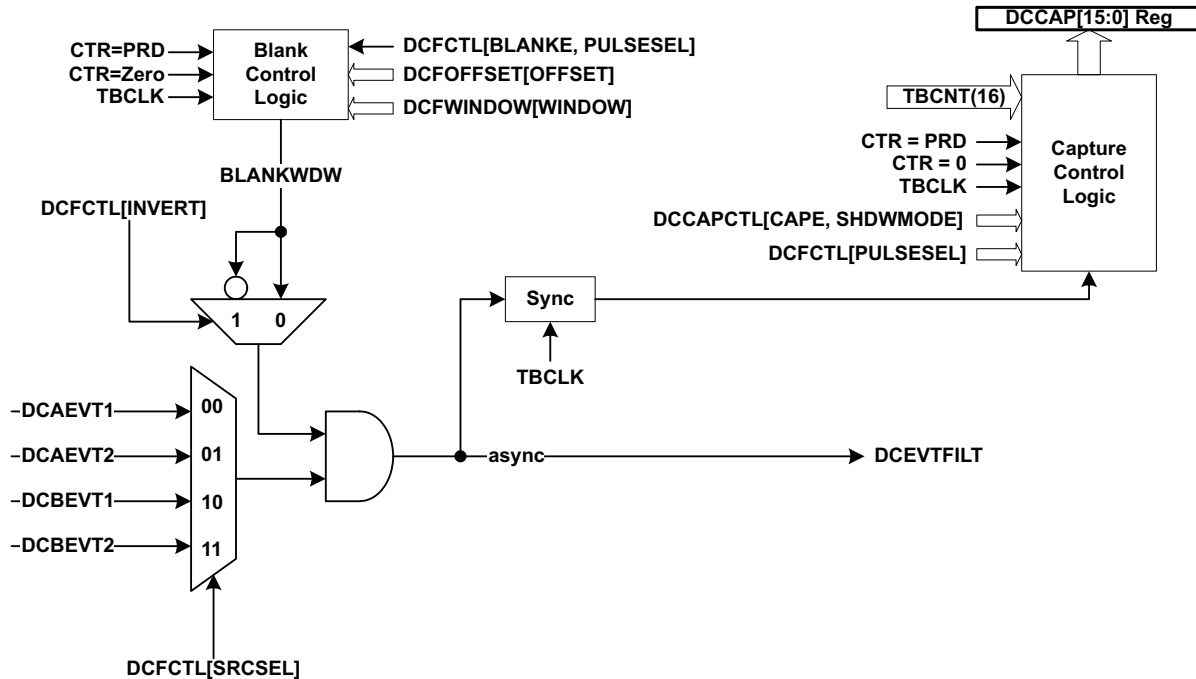 DCCAP[15:0] Reg
CTR=PRD
CTR=Zero
TBCLK
Blank
Control
Logic
DCFCTL[BLANKE, PULSESEL]
DCFOFFSET[OFFSET]
DCFWINDOW[WINDOW]
TBCNT(16)
CTR = PRD
CTR = 0
TBCLK
DCCAPCTL[CAPE, SHDWMODE]
DCFCTL[PULSESEL]
Capture
Control
Logic
BLANKWDW
DCFCTL[INVERT]
1 0
Sync
TBCLK
DCAEVT1
DCAEVT2
DCBEVT1
DCBEVT2
00
01
10
11
async
DCEVTFILT
DCFCTL[SRCSEL]